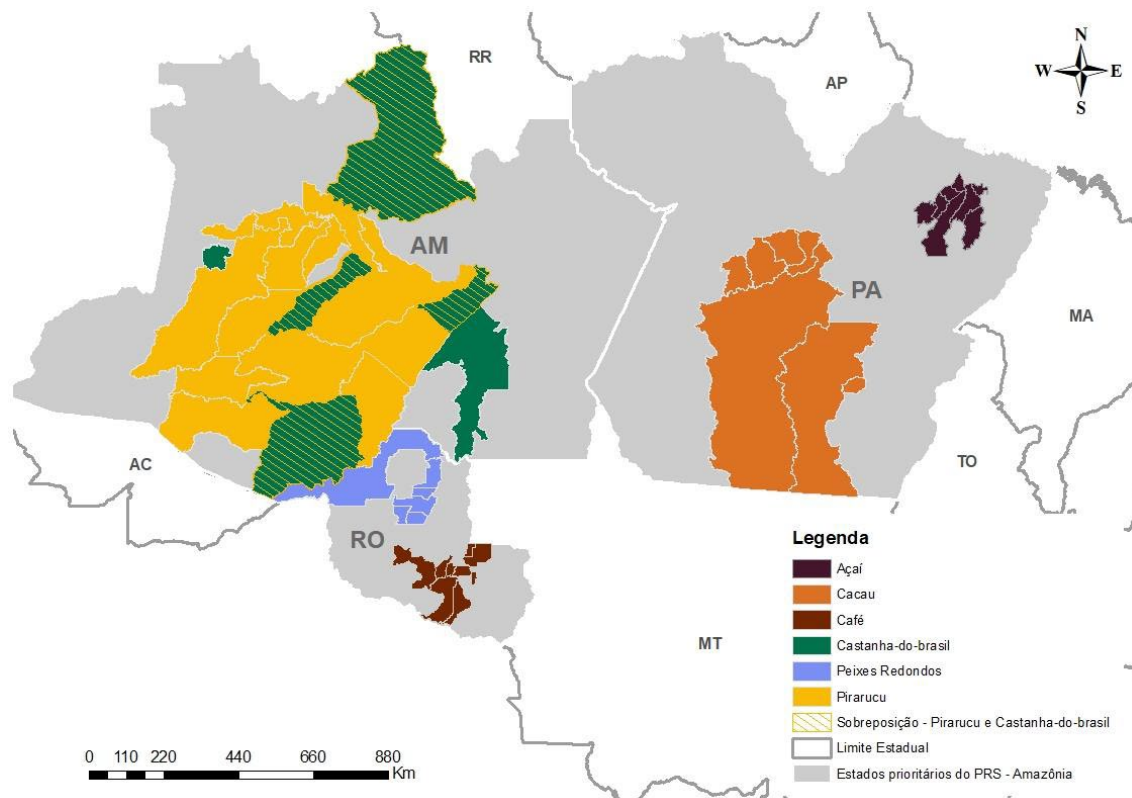 N
W E
S
RR
AP
AM
PA
MA
AC
TO
RO
MT
Legenda
Açaí
Cacau
Café
Castanha-do-brasil
Peixes Redondos
Pirarucu
Sobreposição - Pirarucu e Castanha-do-brasil
Limite Estadual
Estados prioritários do PRS - Amazônia
0 110 220 440 660 880
Km